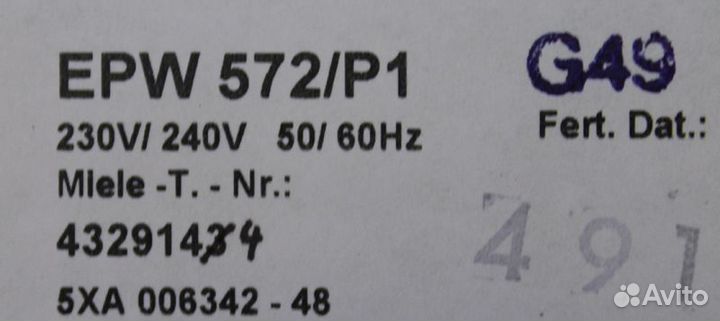 EPW 572/P1
G49
230V/ 240V 50/ 60Hz
Fert. Dat.:
Miele -T. - Nr.:
43291434
491
5XA 006342 - 48
Avito